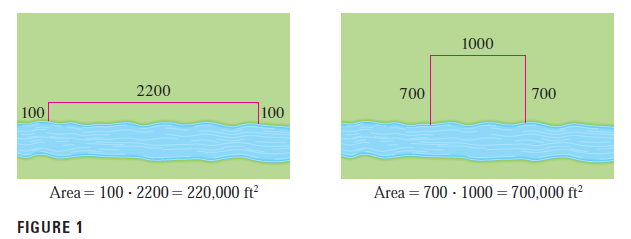 2200
100
100
Area = 100 · 2200 = 220,000 ft²
1000
700
700
Area = 700 · 1000 = 700,000 ft²
FIGURE 1